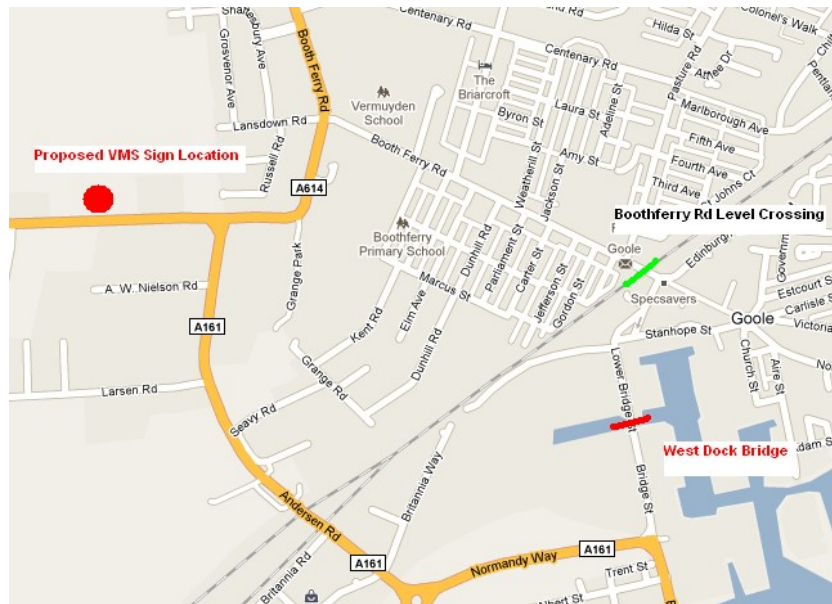 Centenary Rd
Colonel's Walk
Hilda St
Pasture Rd
Grosvenor Ave
Booth Ferry Rd
Centenary Rd
The
Briarcroft
Vermuyden
School
Laura St
Adeline St
Marlborough Ave
Lansdown Rd
Byron St
Fifth Ave
Booth Ferry Rd
Amy St
Fourth Ave
Proposed VMS Sign Location
Russell Rd
Weatherill St
Jackson St
Third Ave
St Johns Ct
A614
Boothferry Rd Level Crossing
Boothferry
Primary School
Goole
Edinburgh
Grange Park
Dunhill Rd
Parliament St
Carter St
Jefferson St
Gordon St
Marcus St
Specsavers
A. W. Nielson Rd
Elm Ave
Kent Rd
Estcourt St
Carlisle St
Stanhope St
Goole
Victoria
A161
Grange Rd
Dunhill Rd
Lower Bridge St
Church St
Aire St
Larsen Rd
Seavy Rd
West Dock Bridge
Adam S
Britannia Way
Bridge St
Andersen Rd
A161
Normandy Way
A161
Britannia Rd
Trent St
Albert St